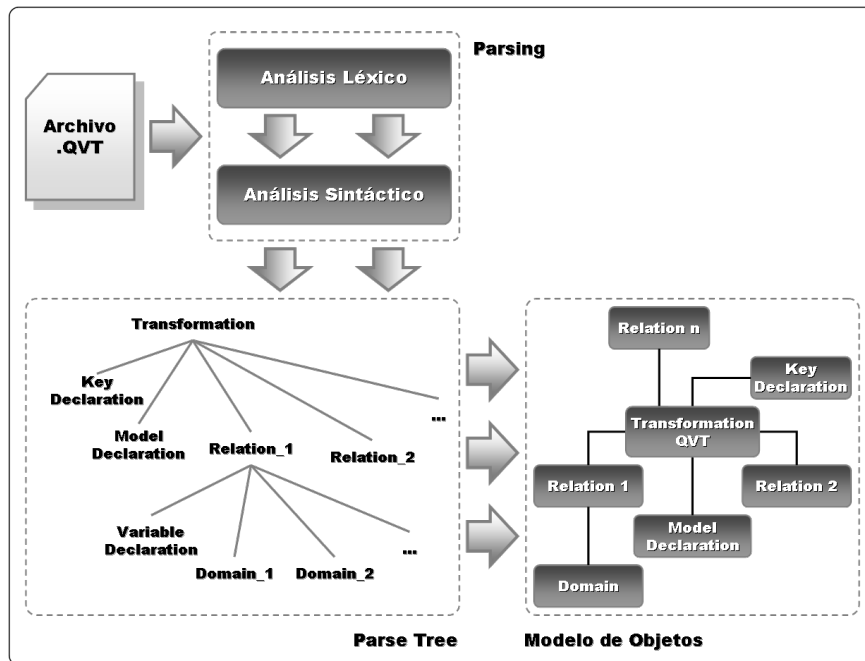 Parsing
Análisis Léxico
Archivo
.QVT
Análisis Sintáctico
Transformation
Key
Declaration
Model
Declaration
Relation_1
Relation_2
...
Variable
Declaration
Domain_1
Domain_2
...
Parse Tree
Relation n
Key
Declaration
Transformation
QVT
Relation 1
Relation 2
Model
Declaration
Domain
Modelo de Objetos